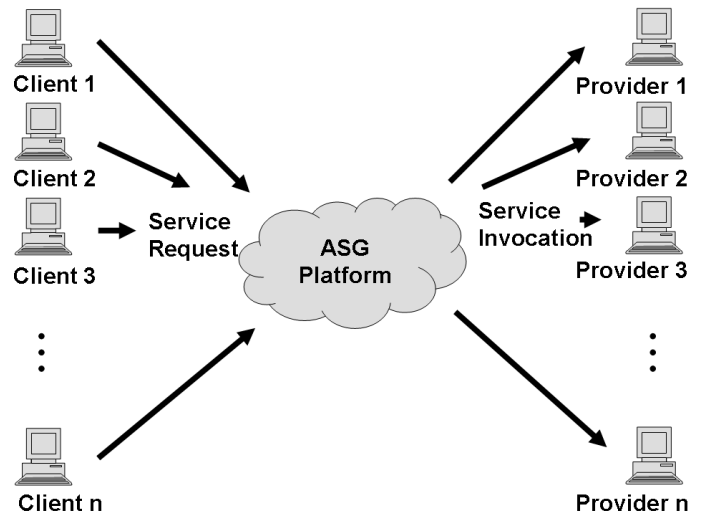 Client 1
Client 2
Client 3
Client n
Service
Request
ASG
Platform
Service
Invocation
Provider 1
Provider 2
Provider 3
Provider n